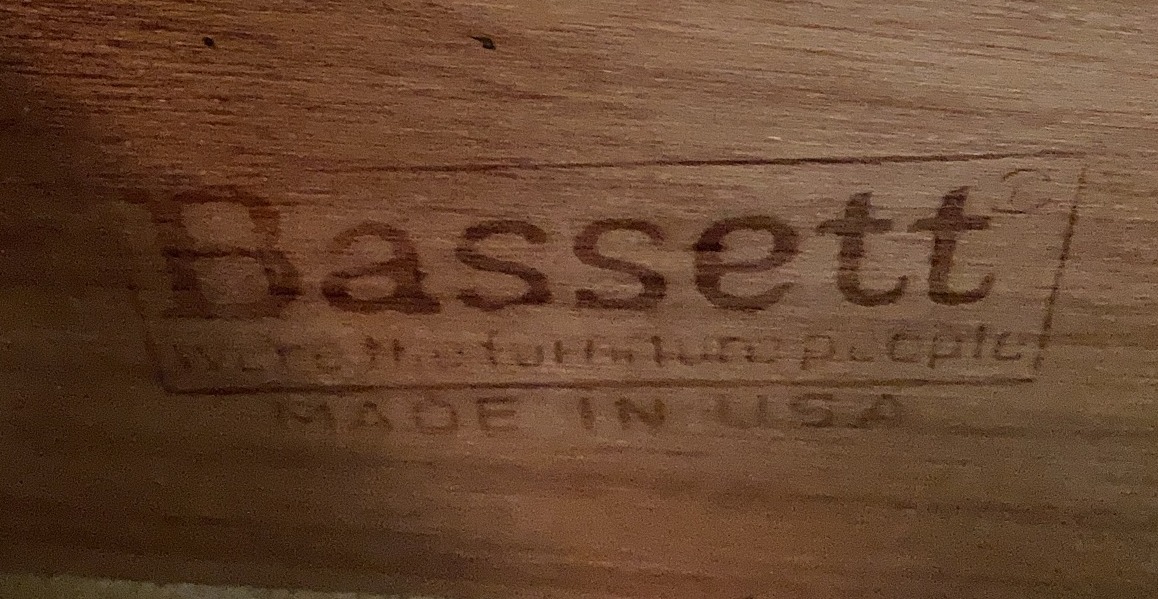 Bassett®
we're the furniture people
MADE IN USA